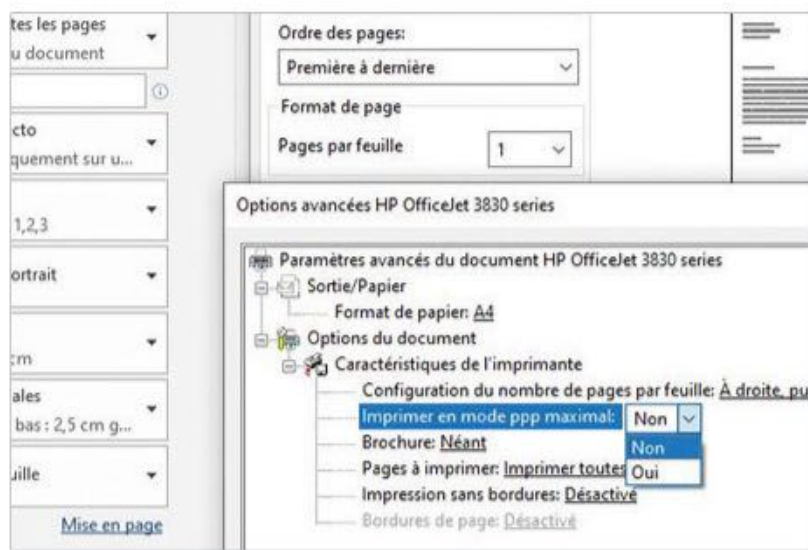 tes les pages
u document
cto
quement sur u...
1,2,3
ortrait
cm
ales
bas : 2,5 cm g...
uille
Mise en page
Ordre des pages:
Première à dernière
Format de page
Pages par feuille 1
Options avancées HP OfficeJet 3830 series
Paramètres avancés du document HP OfficeJet 3830 series
Sortie/Papier
Format de papier: A4
Options du document
Caractéristiques de l'imprimante
Configuration du nombre de pages par feuille: À droite, pu
Imprimer en mode ppp maximal: Non
Non
Brochure: Néant
Oui
Pages à imprimer: Imprimer toutes
Impression sans bordures: Désactivé
Bordures de page: Désactivé